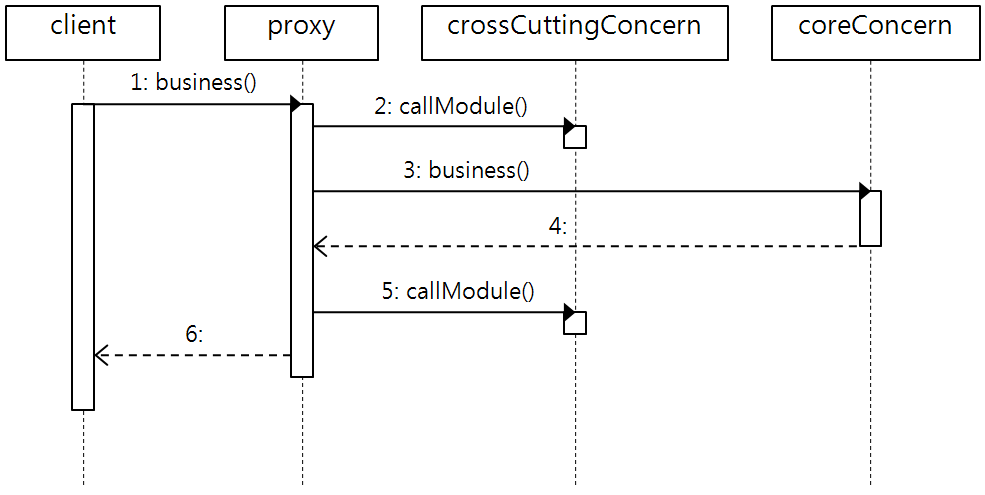 client
proxy
crossCuttingConcern
coreConcern
1: business()
2: callModule()
3: business()
4:
5: callModule()
6: